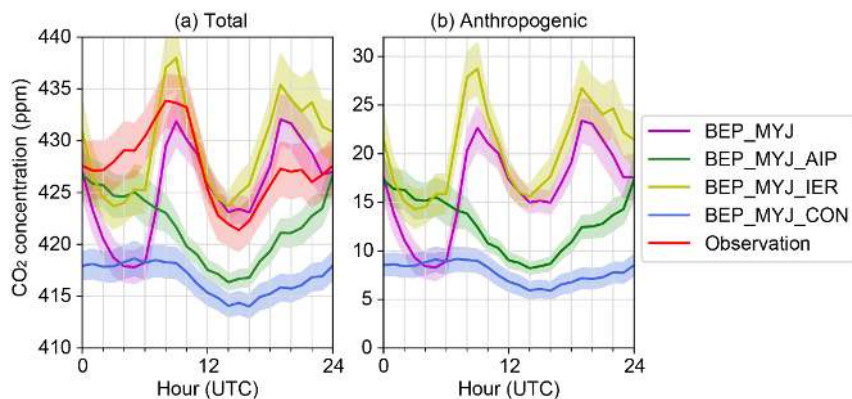 (a) Total
(b) Anthropogenic
CO₂ concentration (ppm)
440
435
430
425
420
415
410
0
12
24
Hour (UTC)
30
25
20
15
10
5
0
0
12
24
Hour (UTC)
BEP_MYJ
BEP_MYJ_AIP
BEP_MYJ_IER
BEP_MYJ_CON
Observation